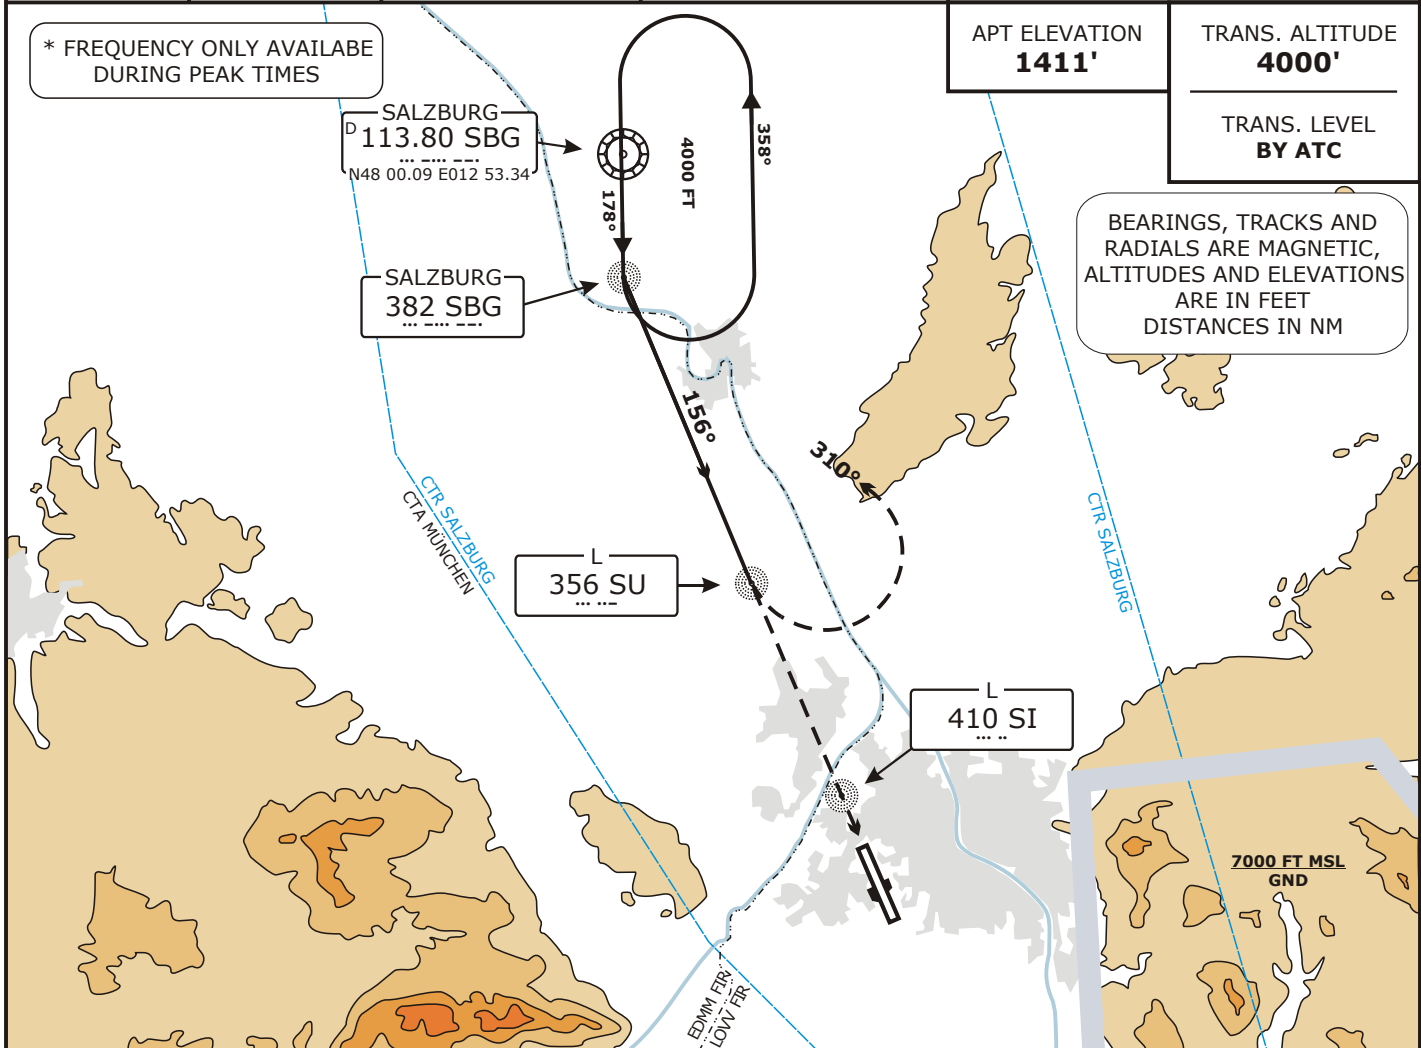 * FREQUENCY ONLY AVAILABE
DURING PEAK TIMES
APT ELEVATION
1411'
TRANS. ALTITUDE
4000'
TRANS. LEVEL
BY ATC
SALZBURG
D 113.80 SBG
... -... --.
N48 00.09 E012 53.34
4000 FT
358°
178°
BEARINGS, TRACKS AND
RADIALS ARE MAGNETIC,
ALTITUDES AND ELEVATIONS
ARE IN FEET
DISTANCES IN NM
SALZBURG
382 SBG
... -... --.
156°
310°
CTR SALZBURG
CTA MÜNCHEN
CTR SALZBURG
L
356 SU
... ..-
L
410 SI
... ..
7000 FT MSL
GND
EDMM FIR
LOVV FIR